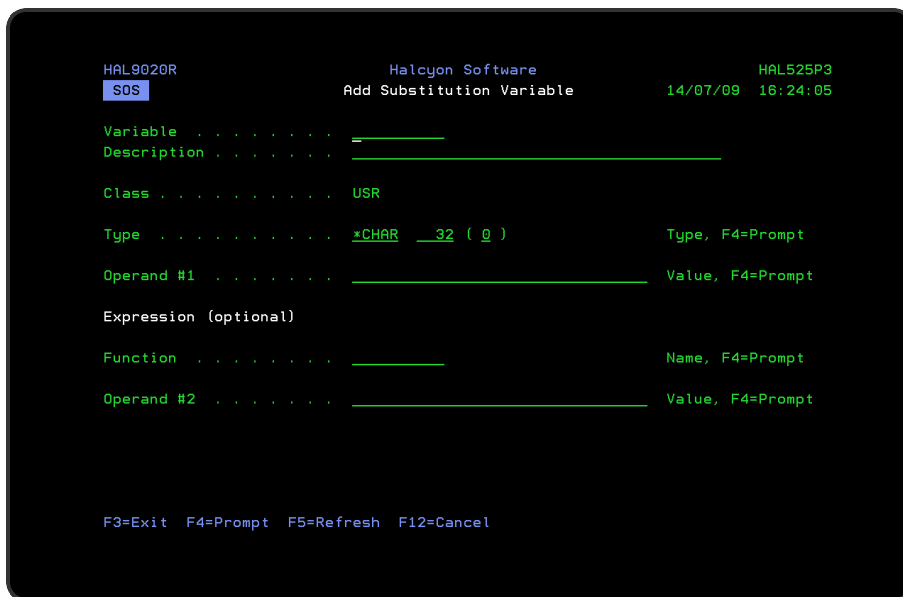 HAL9020R Halcyon Software HAL525P3
SOS Add Substitution Variable 14/07/09 16:24:05
Variable . . . . . . . .
Description . . . . . . .
Class . . . . . . . . . . USR
Type . . . . . . . . . . *CHAR 32 ( 0 ) Type, F4=Prompt
Operand #1 . . . . . . . Value, F4=Prompt
Expression (optional)
Function . . . . . . . . Name, F4=Prompt
Operand #2 . . . . . . . Value, F4=Prompt
F3=Exit F4=Prompt F5=Refresh F12=Cancel